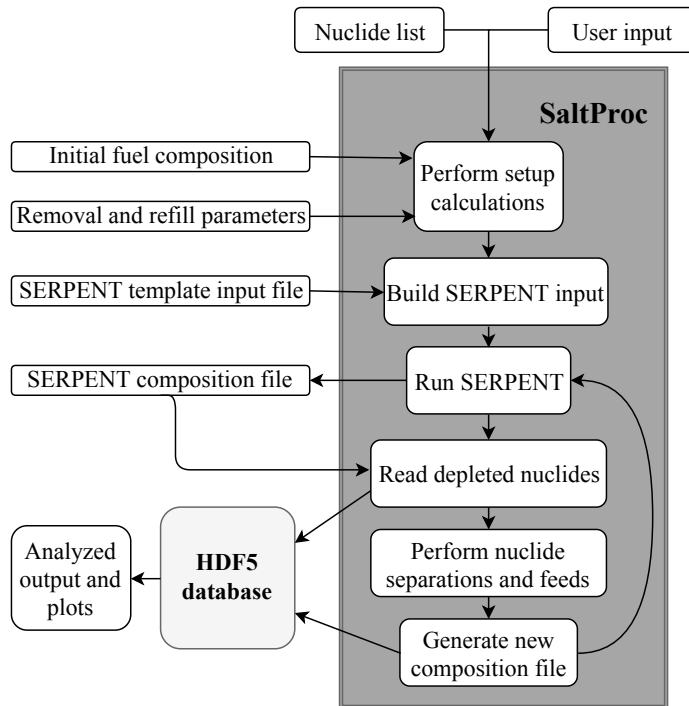 Nuclide list
User input
SaltProc
Initial fuel composition
Perform setup
calculations
Removal and refill parameters
SERPENT template input file
Build SERPENT input
SERPENT composition file
Run SERPENT
Read depleted nuclides
Analyzed
output and
plots
HDF5
database
Perform nuclide
separations and feeds
Generate new
composition file